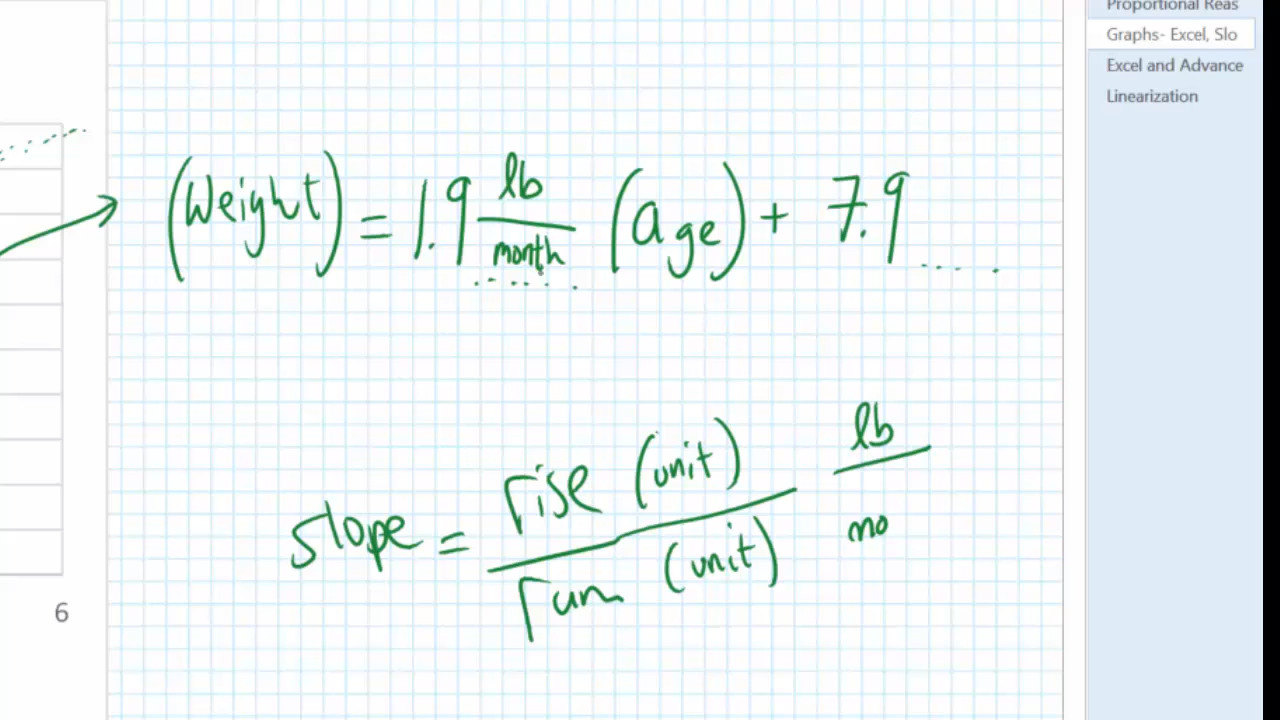 Proportional Reas
Graphs- Excel, Slo
Excel and Advance
Linearization
(Weight) = 1.9 lb/month (age) + 7.9
slope = rise (unit) / run (unit) lb / mo
6